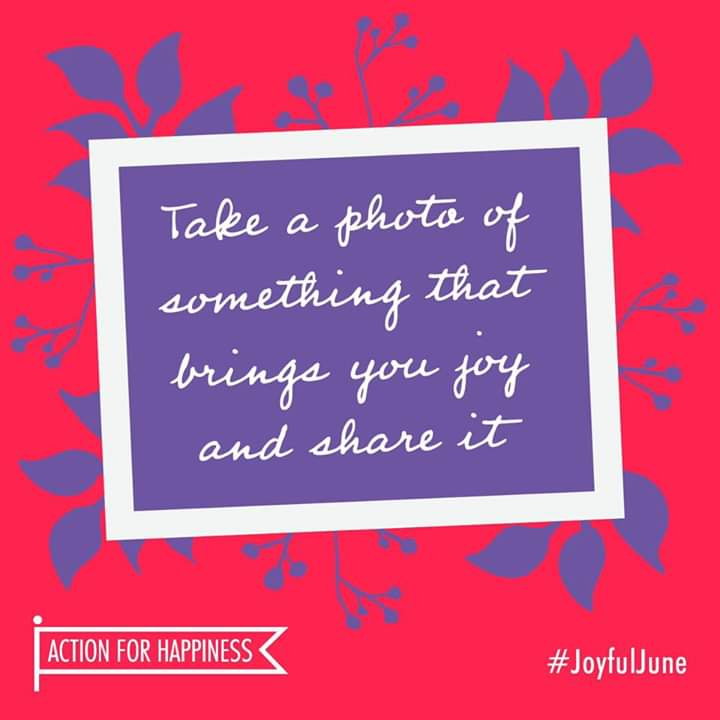 Take a photo of
something that
brings you joy
and share it
ACTION FOR HAPPINESS
#JoyfulJune